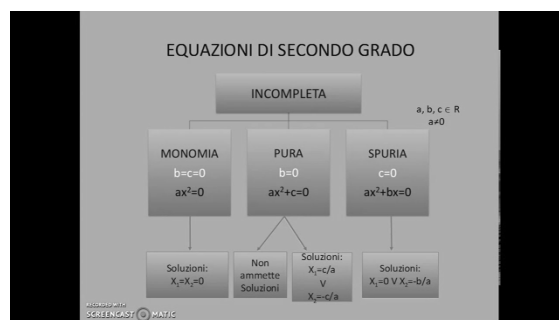 EQUAZIONI DI SECONDO GRADO
INCOMPLETA
a, b, c ∈ R
a≠0
MONOMIA
b=c=0
ax²=0
PURA
b=0
ax²+c=0
SPURIA
c=0
ax²+bx=0
Soluzioni:
X₁=X₂=0
Non
ammette
Soluzioni
Soluzioni:
X₁=c/a
V
X₂=-c/a
Soluzioni:
X₁=0 V X₂=-b/a
RECORDED WITH
SCREENCAST MATIC